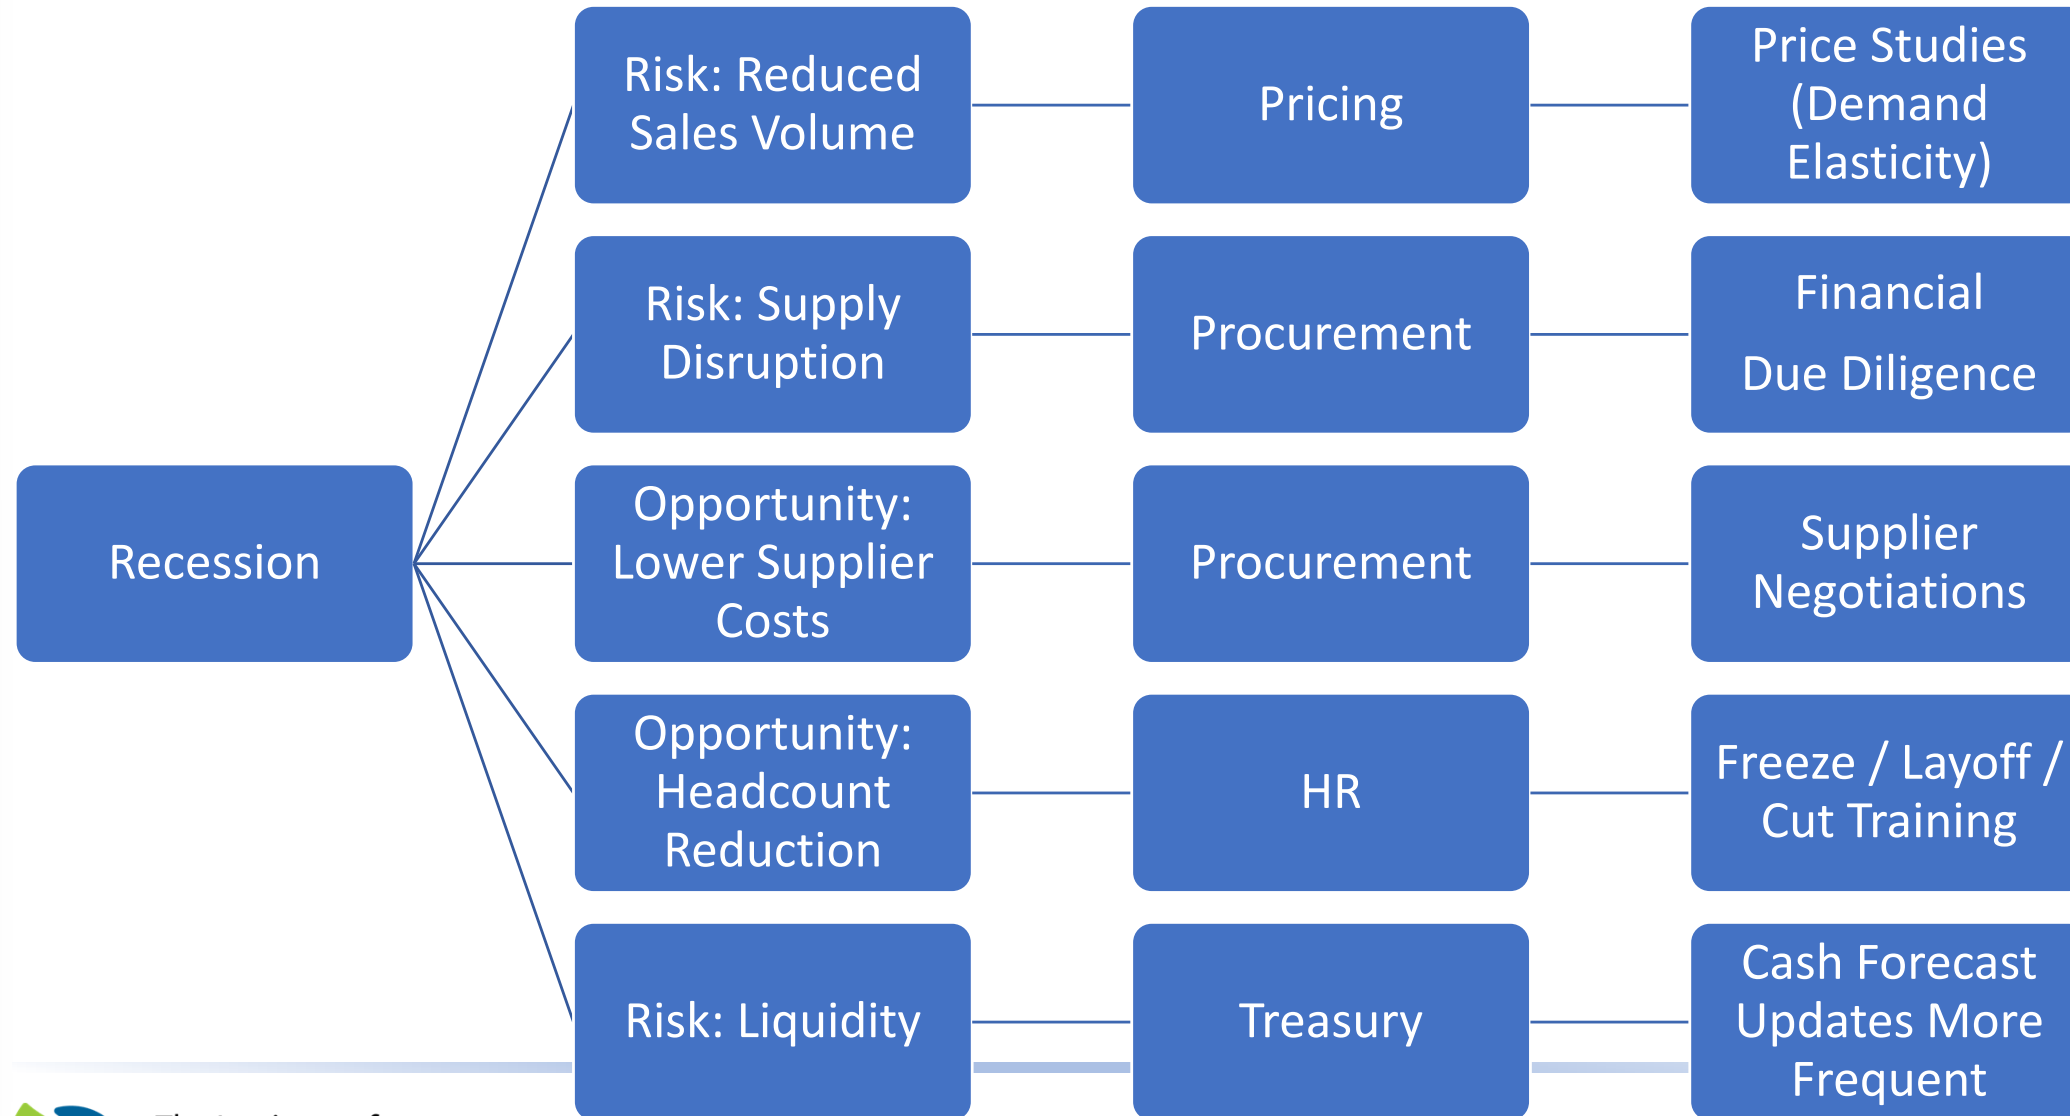 Recession
Risk: Reduced
Sales Volume
Pricing
Price Studies
(Demand
Elasticity)
Risk: Supply
Disruption
Procurement
Financial
Due Diligence
Opportunity:
Lower Supplier
Costs
Procurement
Supplier
Negotiations
Opportunity:
Headcount
Reduction
HR
Freeze / Layoff /
Cut Training
Risk: Liquidity
Treasury
Cash Forecast
Updates More
Frequent